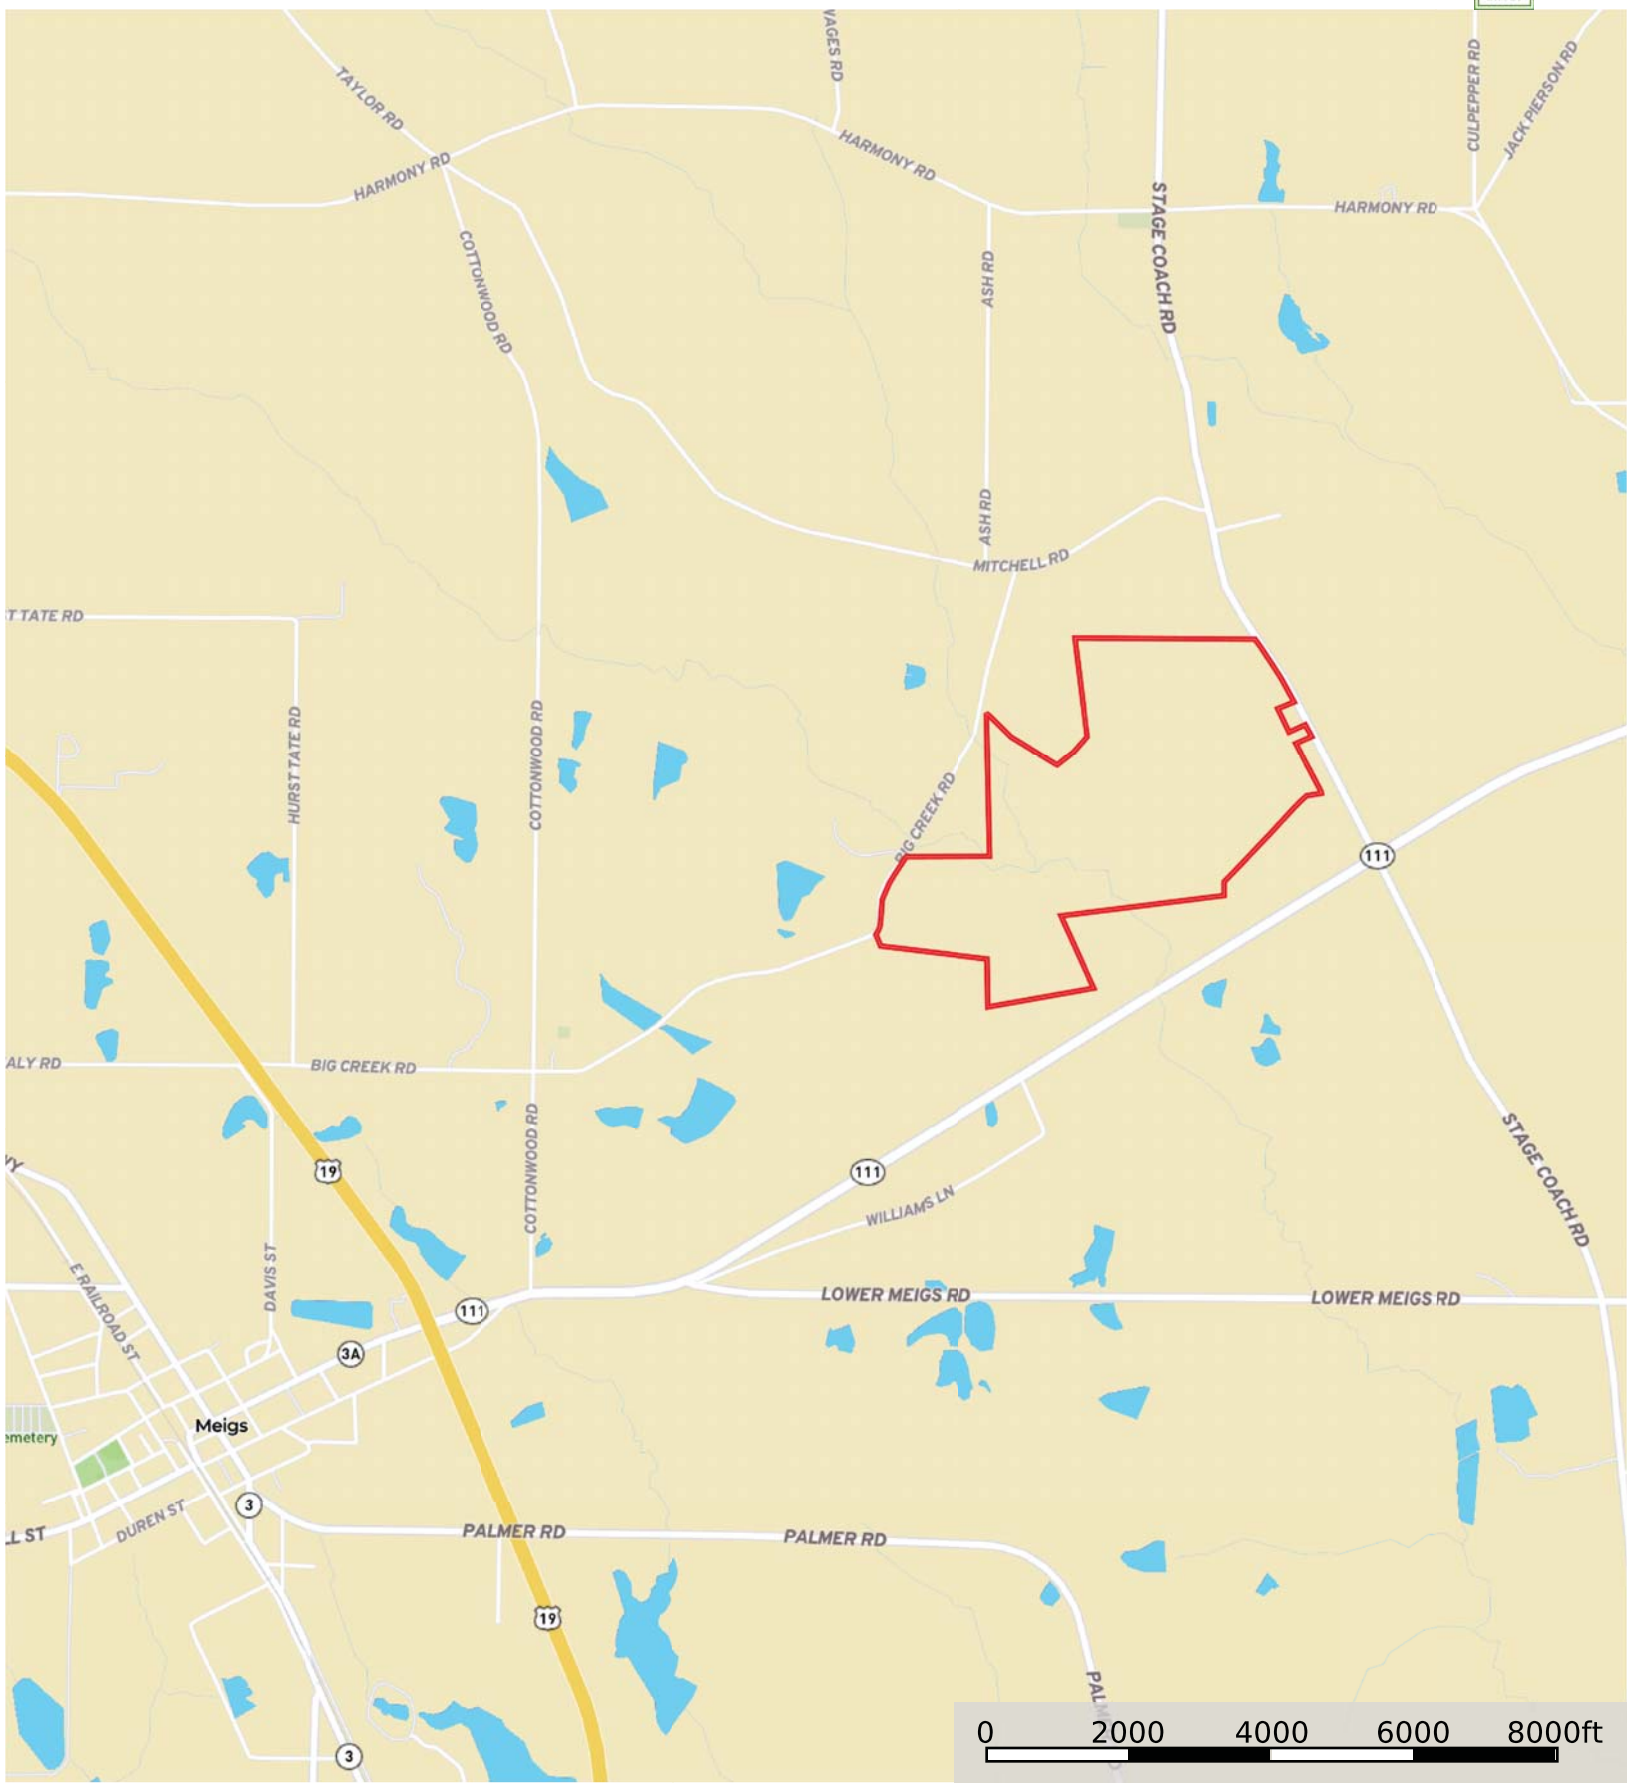 WAGES RD
CULPEPPER RD
JACK PIERSON RD
TAYLOR RD
HARMONY RD
HARMONY RD
HARMONY RD
STAGE COACH RD
COTTONWOOD RD
ASH RD
ASH RD
MITCHELL RD
T TATE RD
HURST TATE RD
COTTONWOOD RD
BIG CREEK RD
111
ALY RD
BIG CREEK RD
COTTONWOOD RD
STAGE COACH RD
19
111
WILLIAMS LN
E RAILROAD ST
DAVIS ST
LOWER MEIGS RD
LOWER MEIGS RD
111
3A
Meigs
emetery
3
DUREN ST
LL ST
PALMER RD
PALMER RD
19
PALM
3
0 2000 4000 6000 8000ft